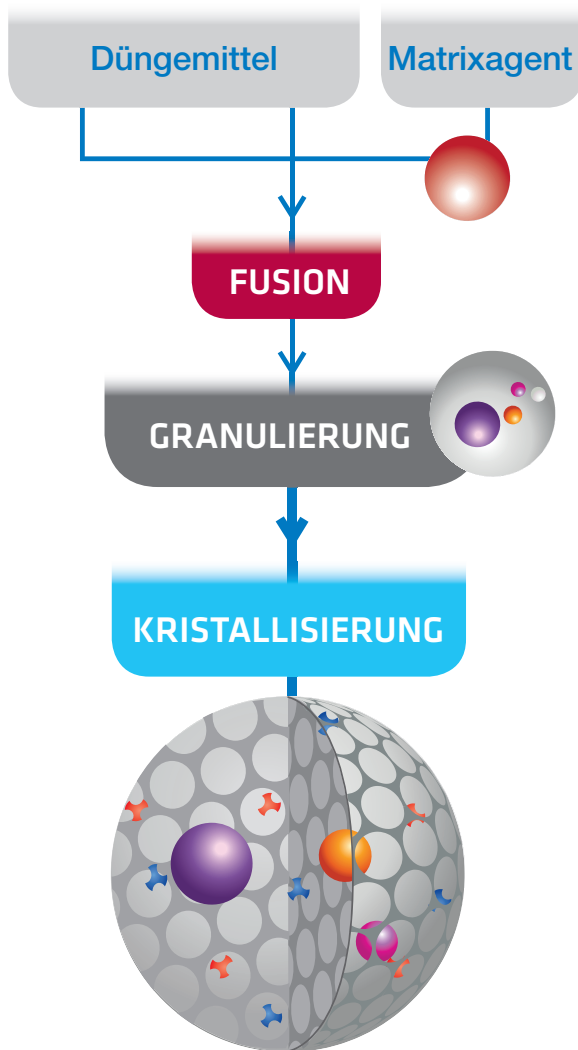 Düngemittel
Matrixagent
FUSION
GRANULIERUNG
KRISTALLISIERUNG